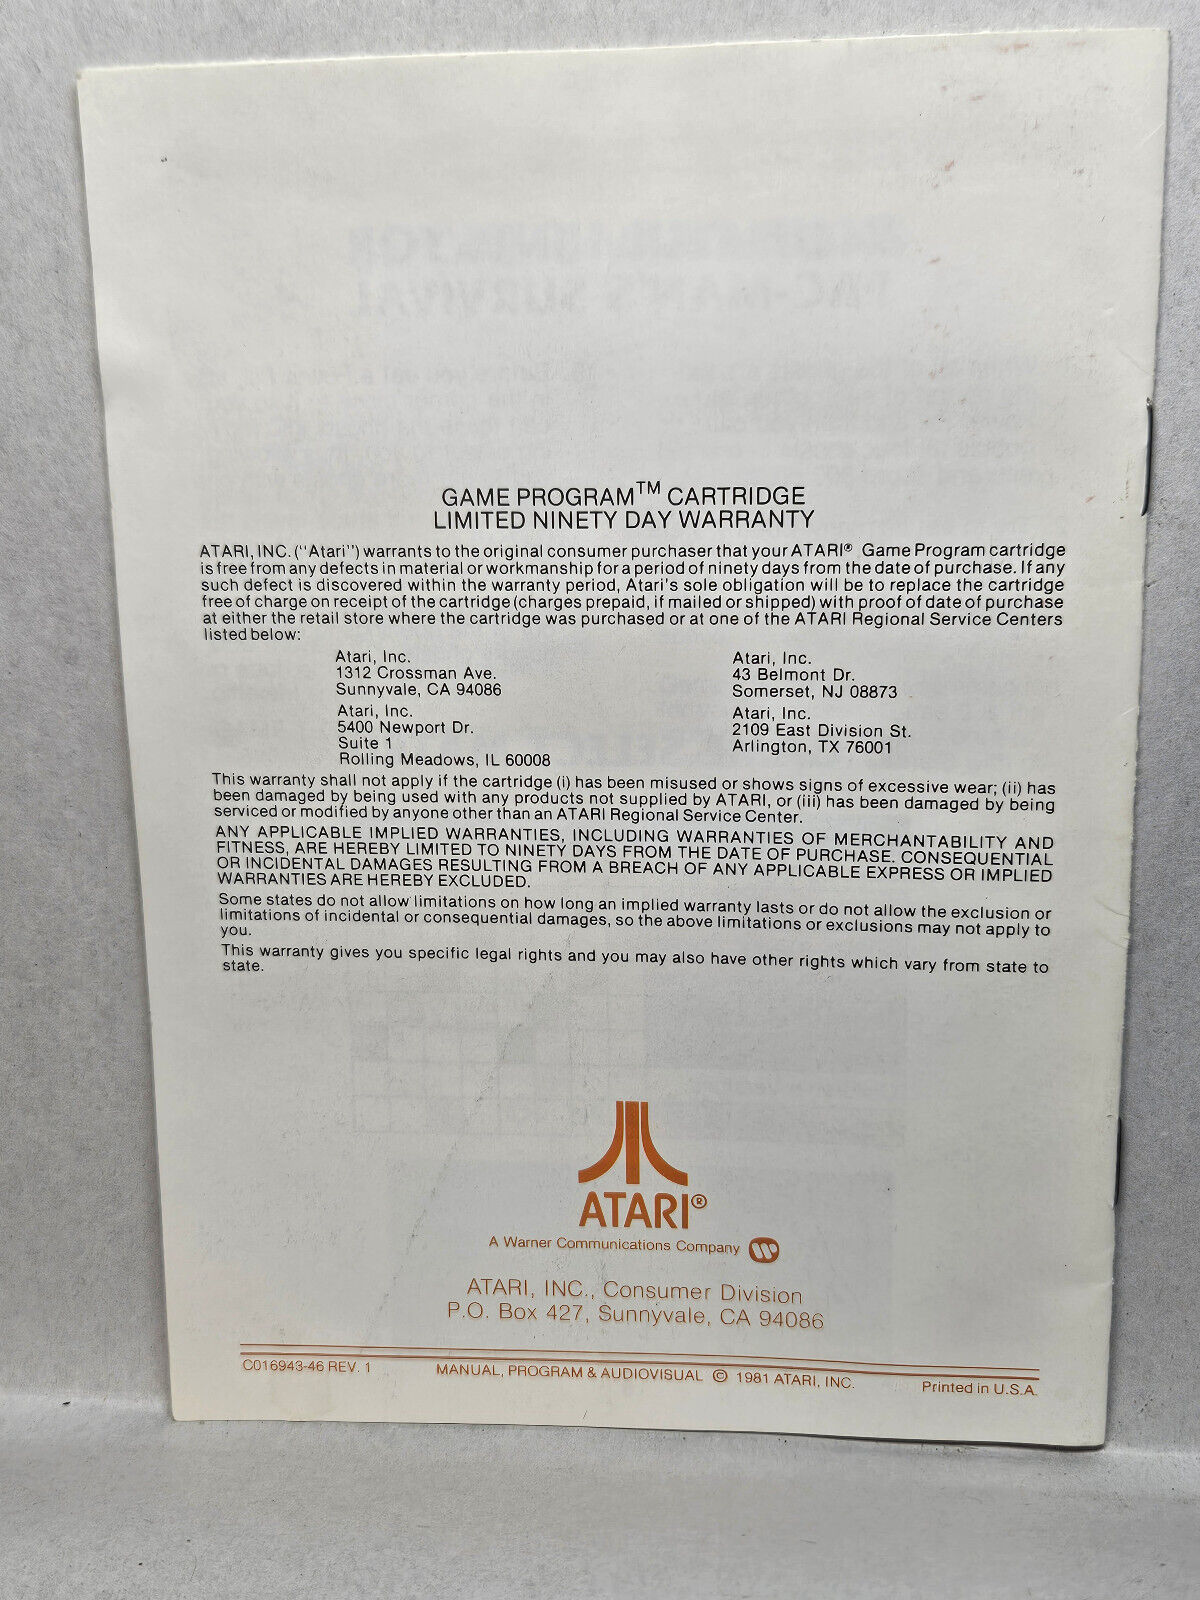 GAME PROGRAM™ CARTRIDGE
LIMITED NINETY DAY WARRANTY
ATARI, INC. ("Atari") warrants to the original consumer purchaser that your ATARI® Game Program cartridge
is free from any defects in material or workmanship for a period of ninety days from the date of purchase. If any
such defect is discovered within the warranty period, Atari's sole obligation will be to replace the cartridge
free of charge on receipt of the cartridge (charges prepaid, if mailed or shipped) with proof of date of purchase
at either the retail store where the cartridge was purchased or at one of the ATARI Regional Service Centers
listed below:
Atari, Inc.
1312 Crossman Ave.
Sunnyvale, CA 94086
Atari, Inc.
43 Belmont Dr.
Somerset, NJ 08873
Atari, Inc.
5400 Newport Dr.
Suite 1
Rolling Meadows, IL 60008
Atari, Inc.
2109 East Division St.
Arlington, TX 76001
This warranty shall not apply if the cartridge (i) has been misused or shows signs of excessive wear; (ii) has
been damaged by being used with any products not supplied by ATARI, or (iii) has been damaged by being
serviced or modified by anyone other than an ATARI Regional Service Center.
ANY APPLICABLE IMPLIED WARRANTIES, INCLUDING WARRANTIES OF MERCHANTABILITY AND
FITNESS, ARE HEREBY LIMITED TO NINETY DAYS FROM THE DATE OF PURCHASE. CONSEQUENTIAL
OR INCIDENTAL DAMAGES RESULTING FROM A BREACH OF ANY APPLICABLE EXPRESS OR IMPLIED
WARRANTIES ARE HEREBY EXCLUDED.
Some states do not allow limitations on how long an implied warranty lasts or do not allow the exclusion or
limitations of incidental or consequential damages, so the above limitations or exclusions may not apply to
you.
This warranty gives you specific legal rights and you may also have other rights which vary from state to
state.
ATARI®
A Warner Communications Company
ATARI, INC., Consumer Division
P.O. Box 427, Sunnyvale, CA 94086
C016943-46 REV. 1
MANUAL, PROGRAM & AUDIOVISUAL © 1981 ATARI, INC.
Printed in U.S.A.